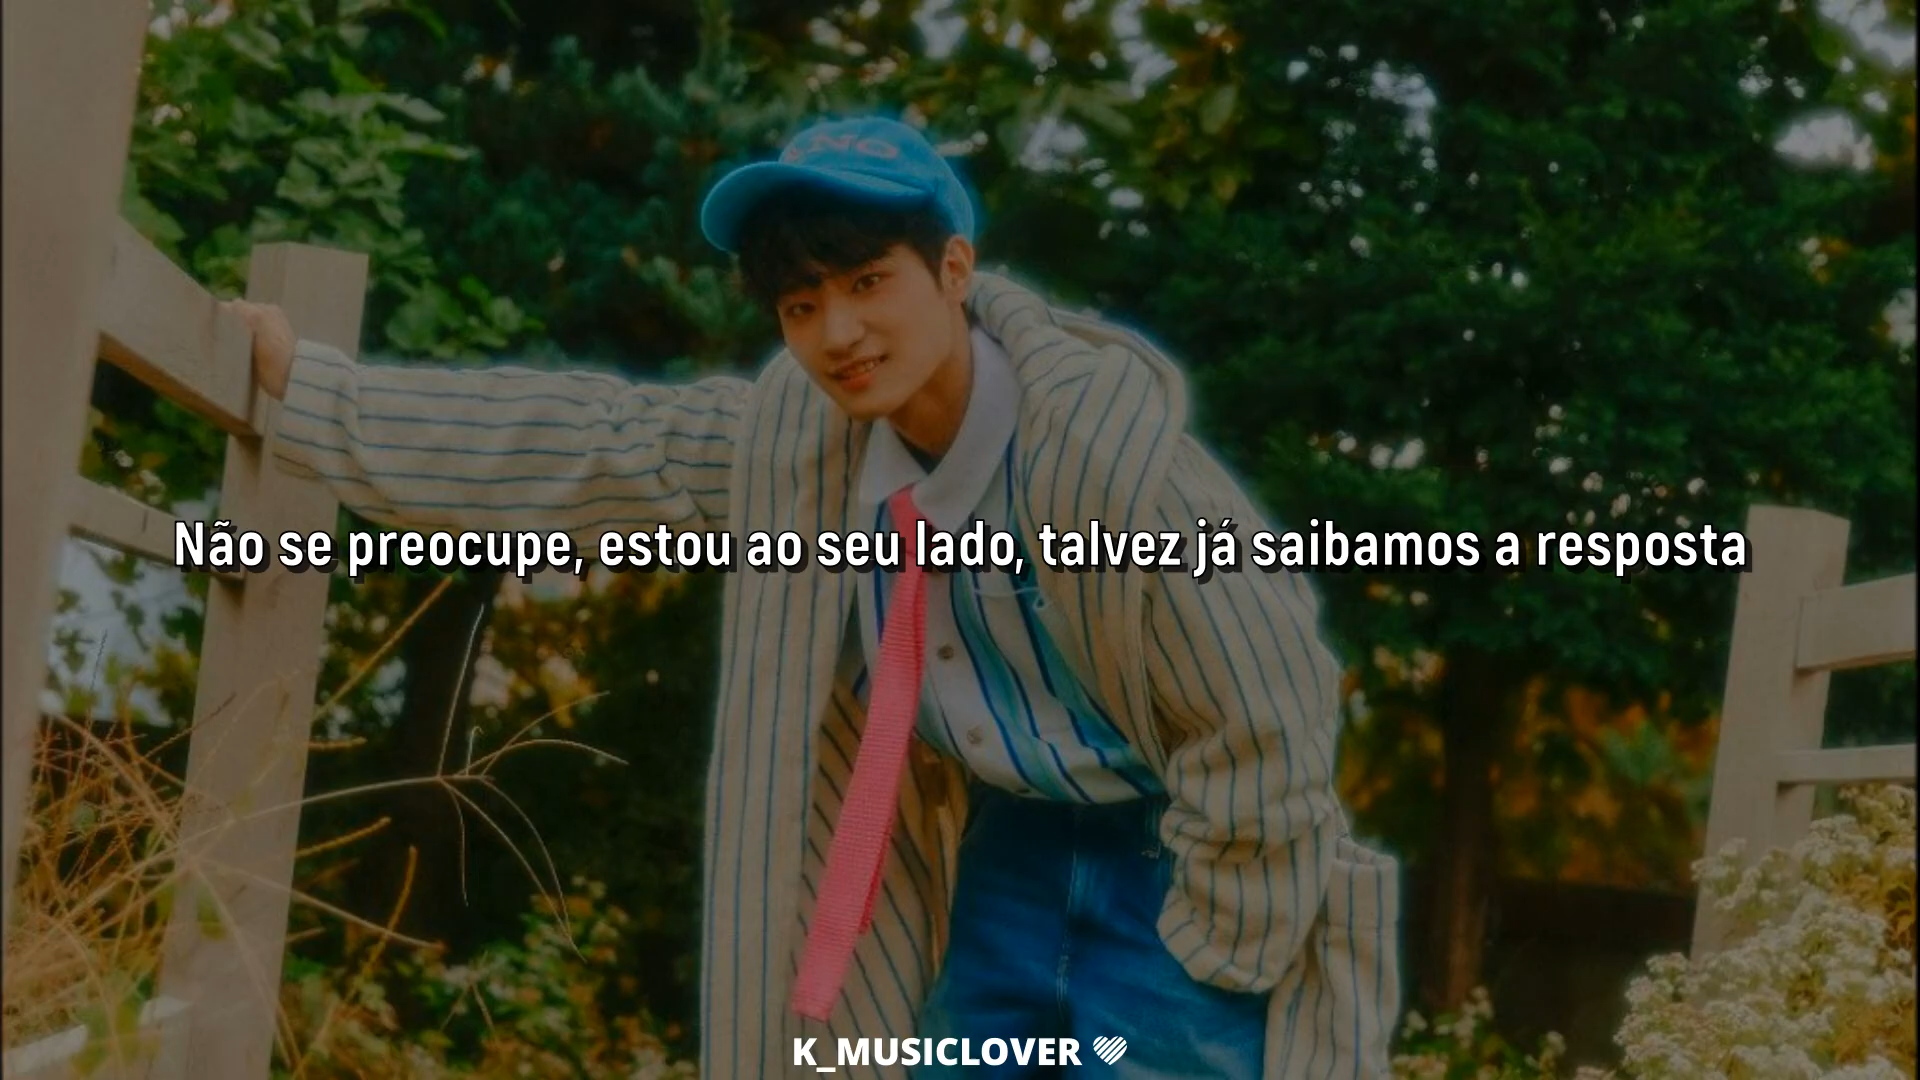 Não se preocupe, estou ao seu lado, talvez já saibamos a resposta
K_MUSICLOVER